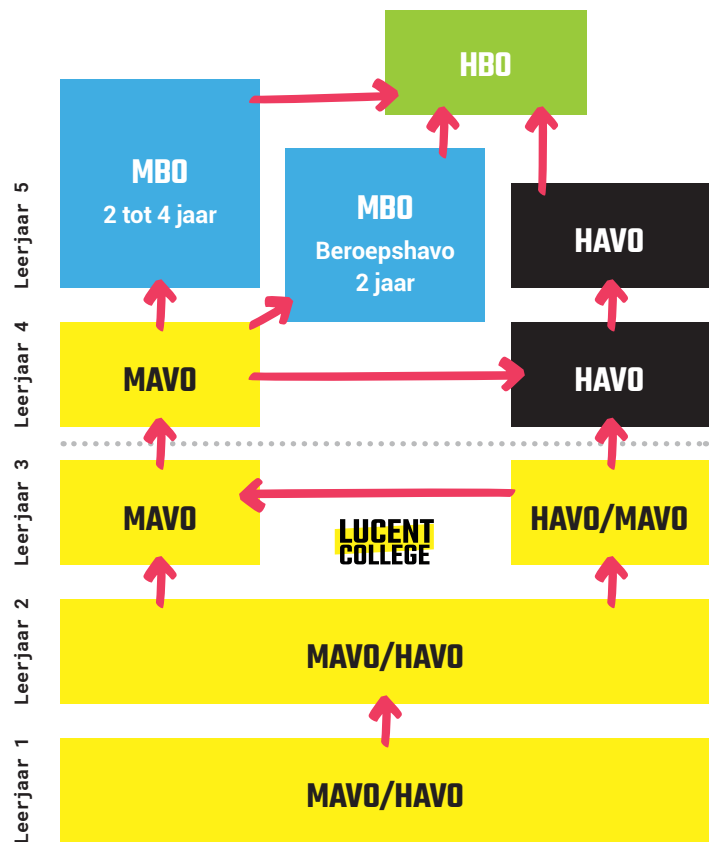 HBO
MBO
2 tot 4 jaar
MBO
Beroepshavo
2 jaar
HAVO
Leerjaar 5
MAVO
HAVO
Leerjaar 4
MAVO
LUCENT
COLLEGE
HAVO/MAVO
Leerjaar 3
MAVO/HAVO
Leerjaar 2
MAVO/HAVO
Leerjaar 1